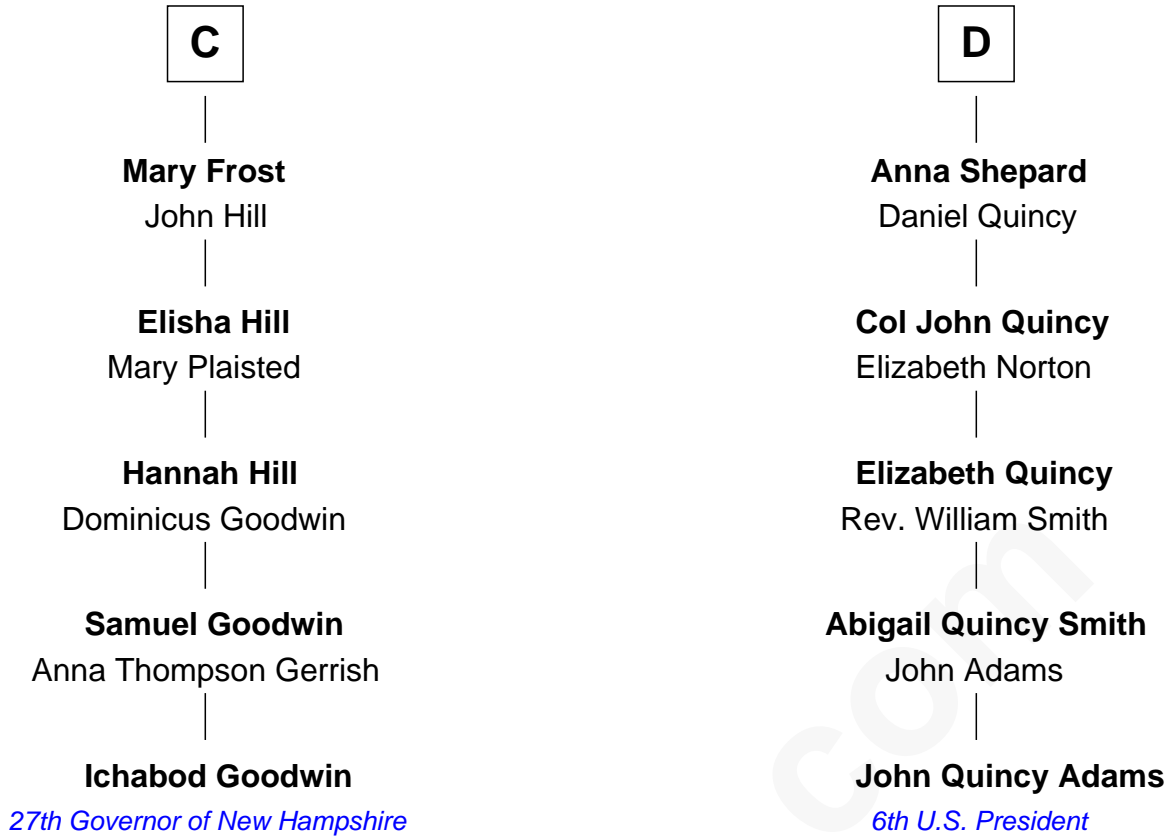 C
Mary Frost
John Hill
Elisha Hill
Mary Plaisted
Hannah Hill
Dominicus Goodwin
Samuel Goodwin
Anna Thompson Gerrish
Ichabod Goodwin
27th Governor of New Hampshire
D
Anna Shepard
Daniel Quincy
Col John Quincy
Elizabeth Norton
Elizabeth Quincy
Rev. William Smith
Abigail Quincy Smith
John Adams
John Quincy Adams
6th U.S. President
com